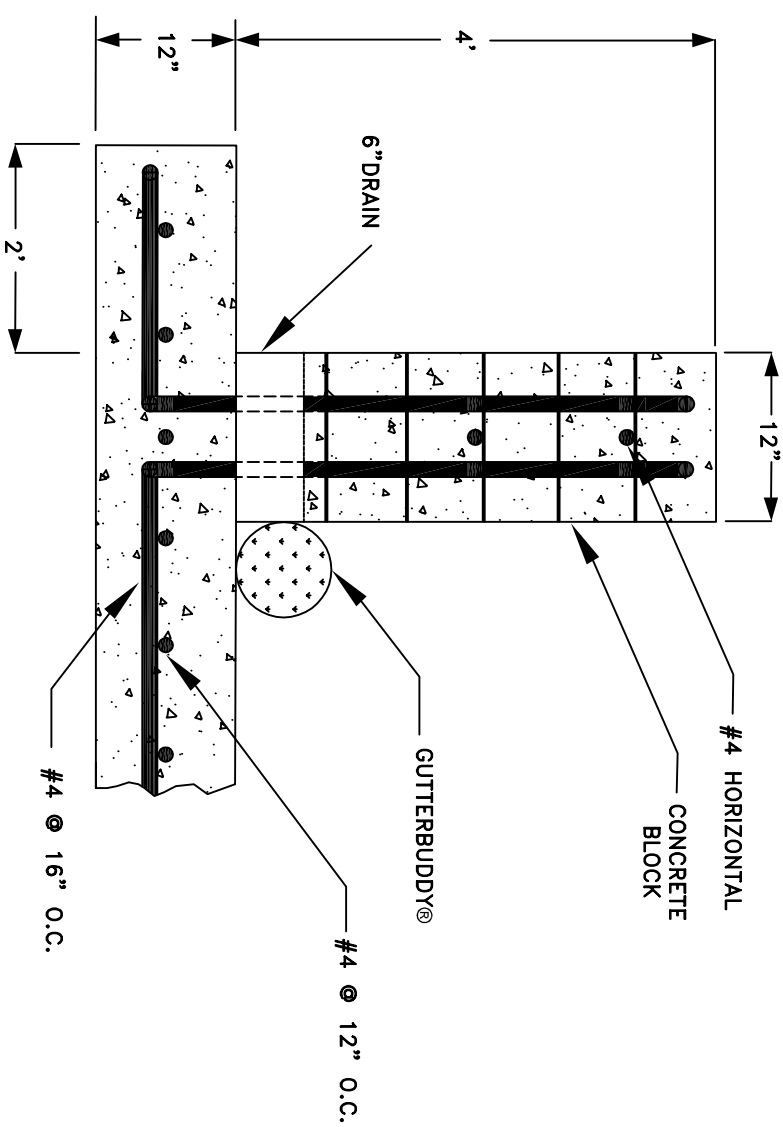 12”
4’
6”DRAIN
2’
12”
#4 HORIZONTAL
CONCRETE
BLOCK
GUTTERBUDDY®
#4 @ 12” O.C.
#4 @ 16” O.C.